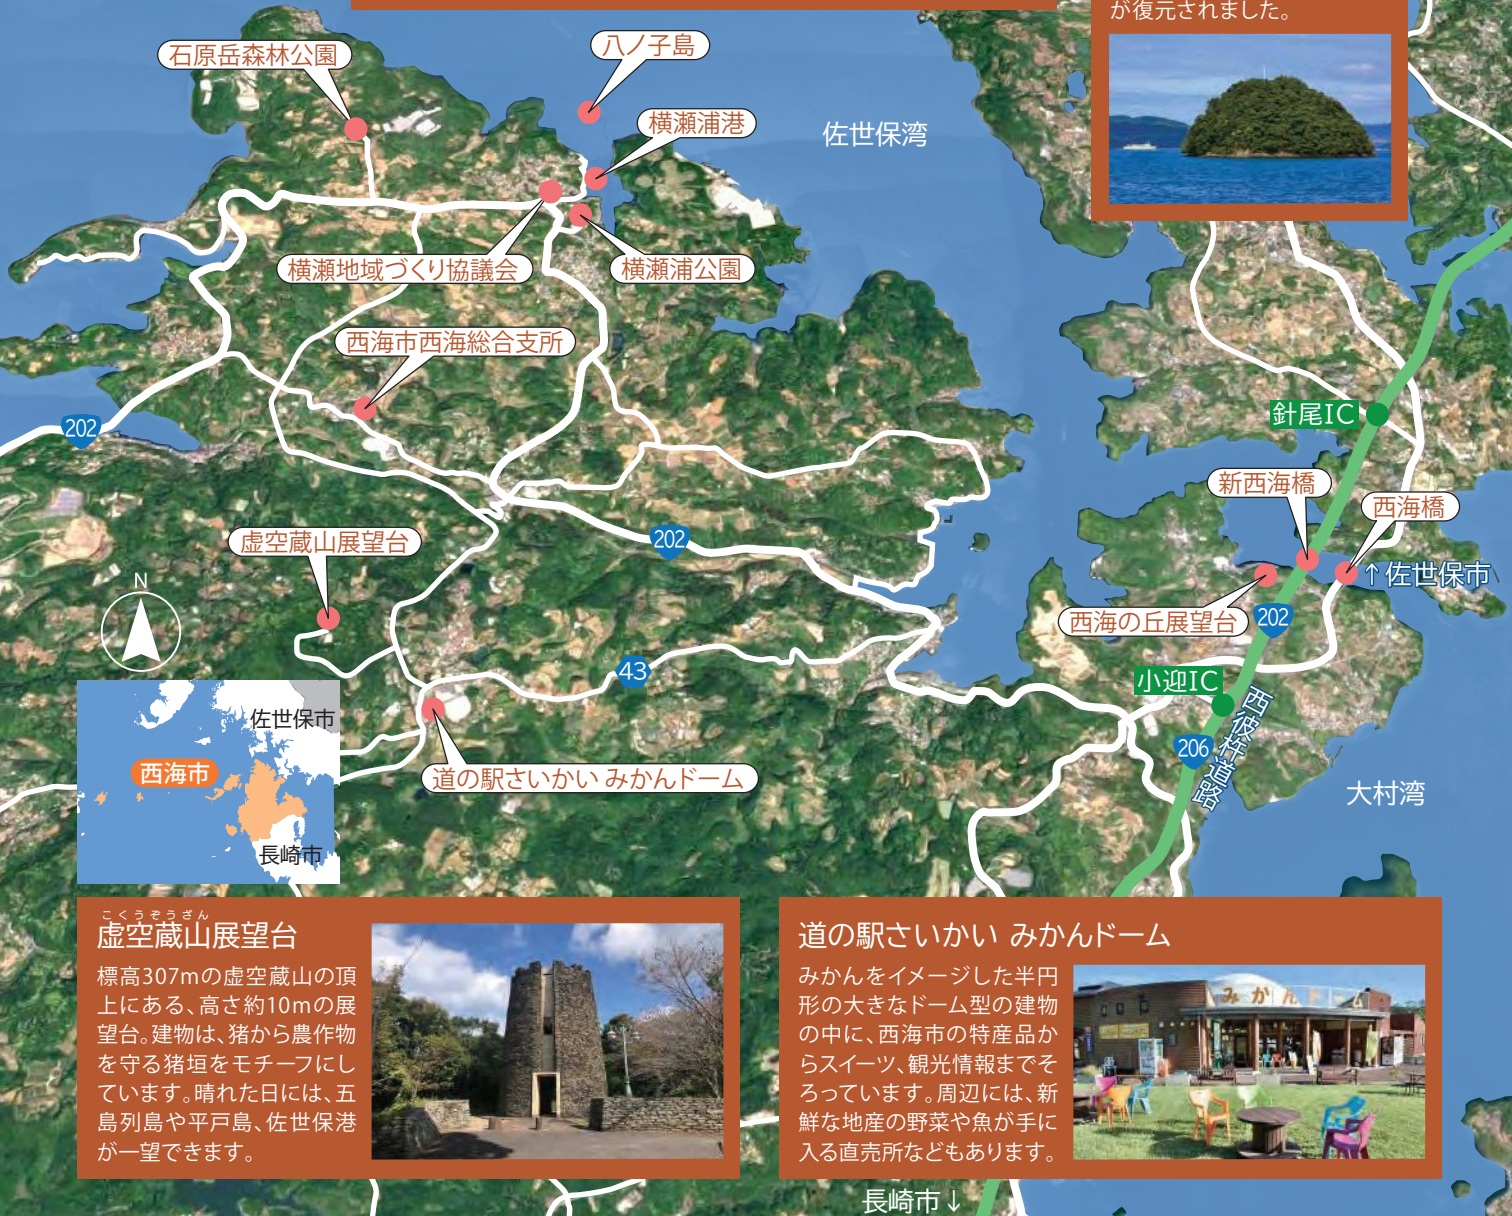 が復元されました。
石原岳森林公園
八ノ子島
横瀬浦港
佐世保湾
横瀬地域づくり協議会
横瀬浦公園
西海市西海総合支所
202
針尾IC
新西海橋
西海橋
虚空蔵山展望台
202
↑佐世保市
西海の丘展望台
202
N
43
小迎IC
西彼杵道路
206
佐世保市
西海市
長崎市
道の駅さいかい みかんドーム
大村湾
こくうぞうざん
虚空蔵山展望台
標高307mの虚空蔵山の頂
上にある、高さ約10mの展
望台。建物は、猪から農作物
を守る猪垣をモチーフにし
ています。晴れた日には、五
島列島や平戸島、佐世保港
が一望できます。
道の駅さいかい みかんドーム
みかんをイメージした半円
形の大きなドーム型の建物
の中に、西海市の特産品か
らスイーツ、観光情報までそ
ろっています。周辺には、新
鮮な地産の野菜や魚が手に
入る直売所などもあります。
みかんドーム
長崎市↓